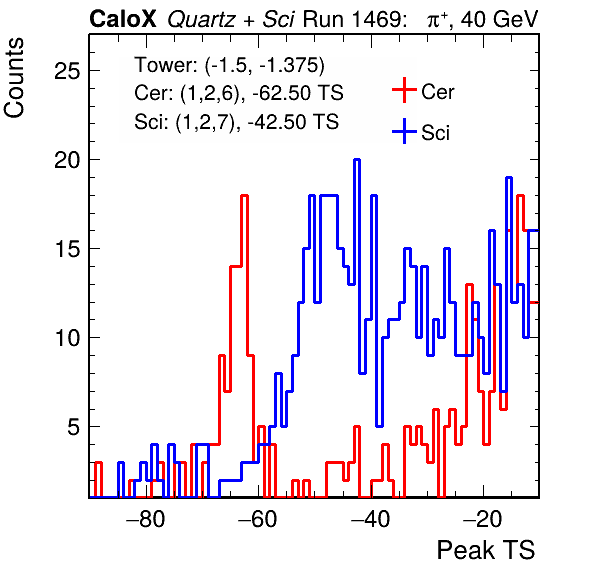 CaloX Quartz + Sci Run 1469: π+, 40 GeV
Counts
Tower: (-1.5, -1.375)
Cer: (1,2,6), -62.50 TS
Sci: (1,2,7), -42.50 TS
Cer
Sci
25
20
15
10
5
−80 −60 −40 −20
Peak TS